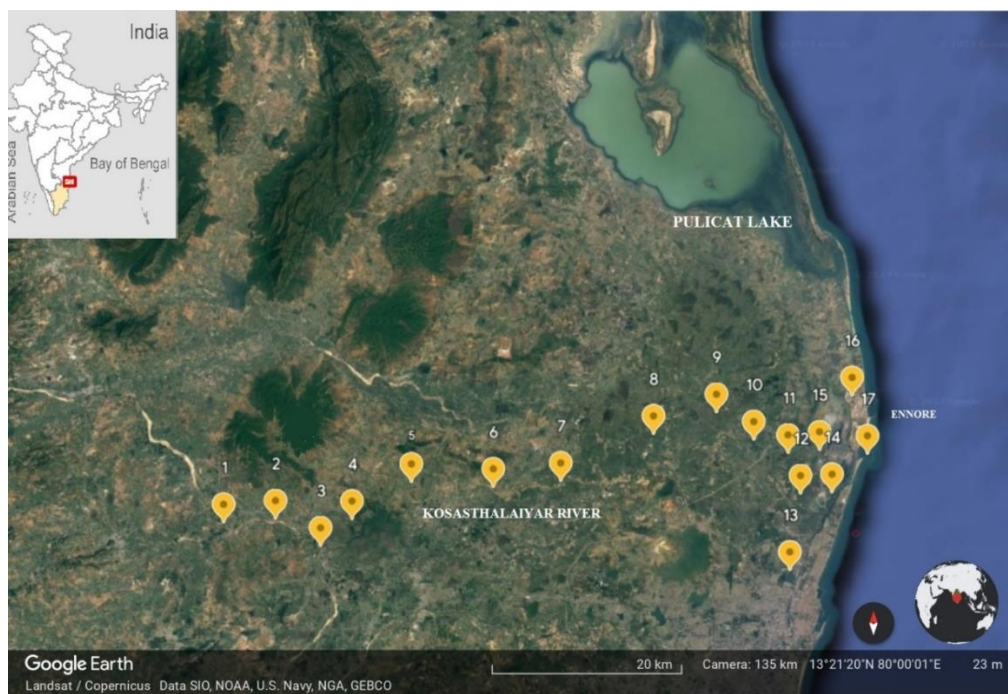 India
Arabian Sea
Bay of Bengal
PULICAT LAKE
16
9
17
8
10
15
11
ENNORE
7
12
14
5
6
4
1
2
3
KOSASTHALAIYAR RIVER
13
Google Earth
20 km
Camera: 135 km 13°21'20"N 80°00'01"E 23 m
Landsat / Copernicus Data SIO, NOAA, U.S. Navy, NGA, GEBCO